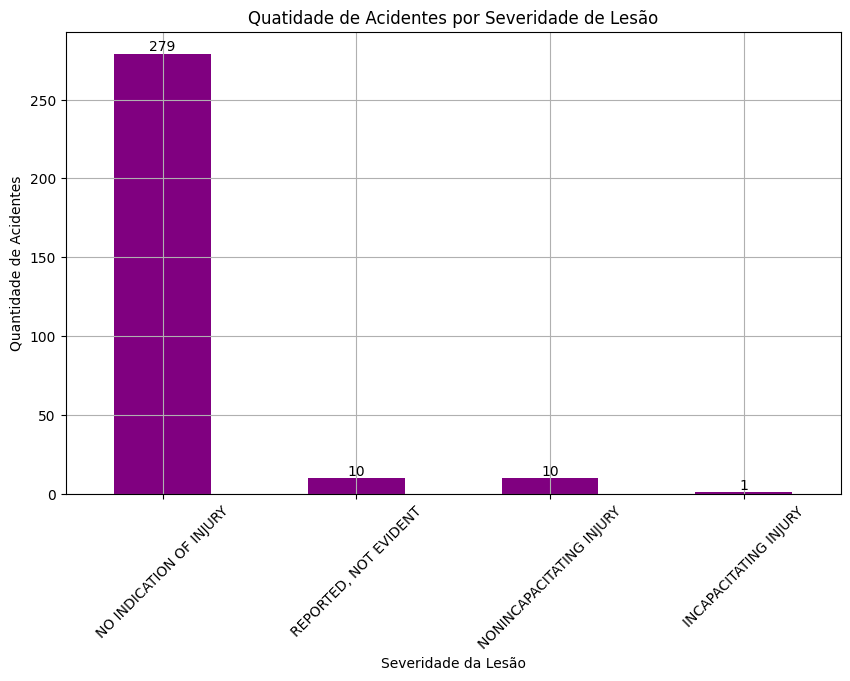 Quatidade de Acidentes por Severidade de Lesão
Quantidade de Acidentes
250
200
150
100
50
0
279
10
10
1
NO INDICATION OF INJURY
REPORTED, NOT EVIDENT
NONINCAPACITATING INJURY
INCAPACITATING INJURY
Severidade da Lesão